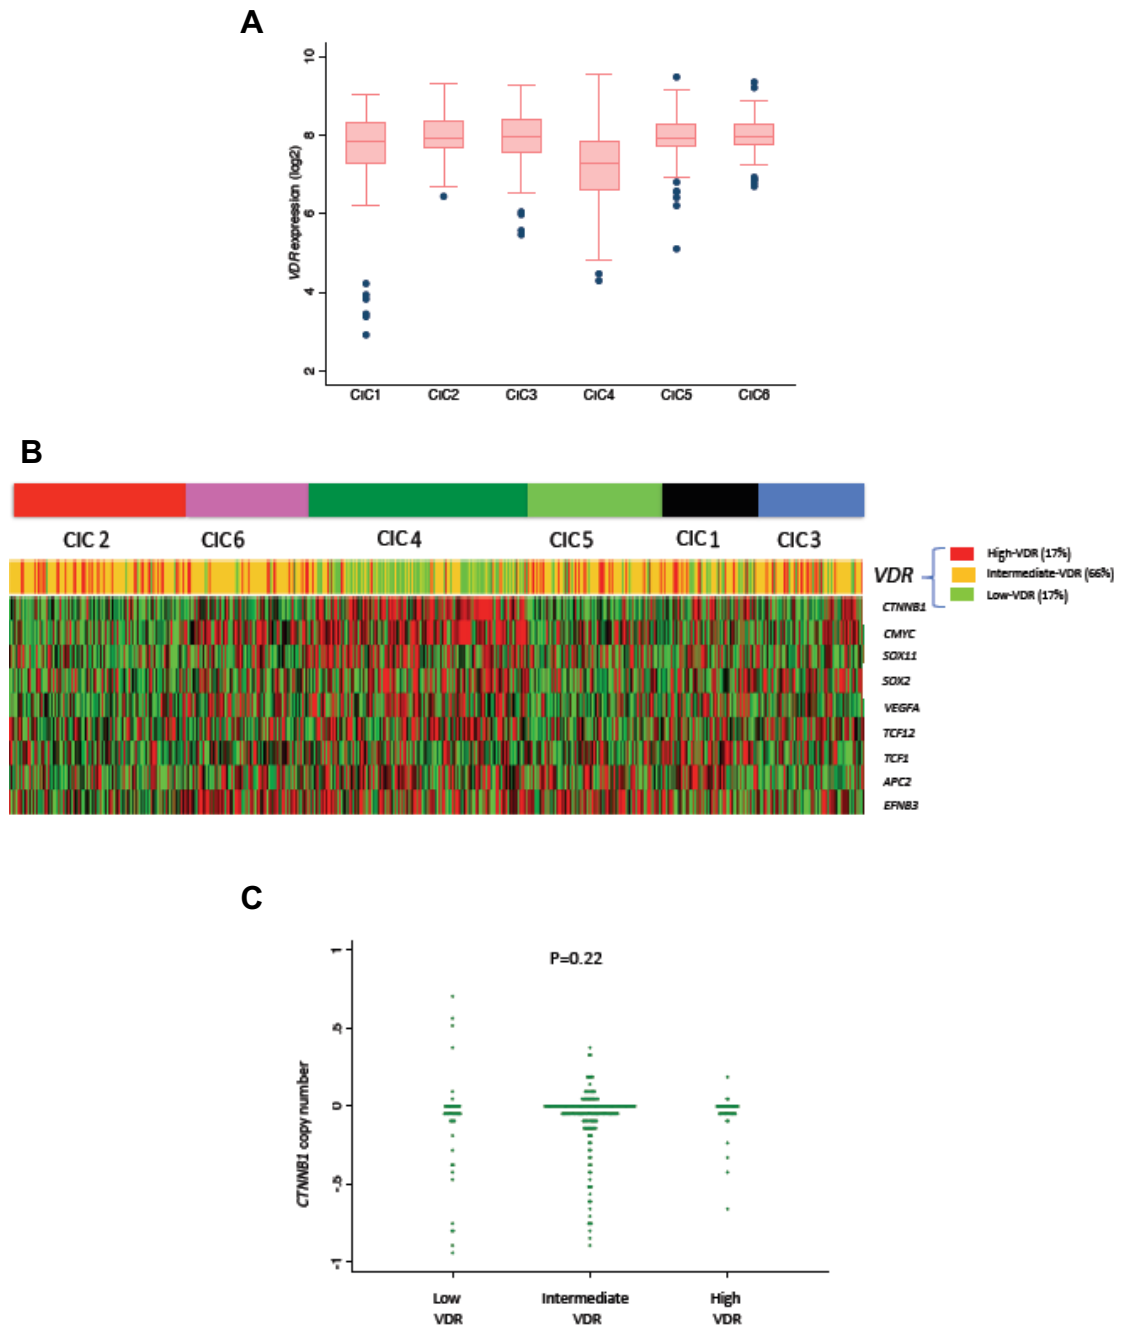 A
10
8
6
4
2
VDR expression (log2)
CIC1 CIC2 CIC3 CIC4 CIC5 CIC6
B
CIC 2 CIC6 CIC4 CIC5 CIC 1 CIC3
VDR
High-VDR (17%)
Intermediate-VDR (66%)
Low-VDR (17%)
CTNNB1
CMYC
SOX11
SOX2
VEGFA
TCF12
TCF1
APC2
EFNB3
C
P=0.22
1
.5
0
-.5
-1
CTNNB1 copy number
Low Intermediate High
VDR VDR VDR